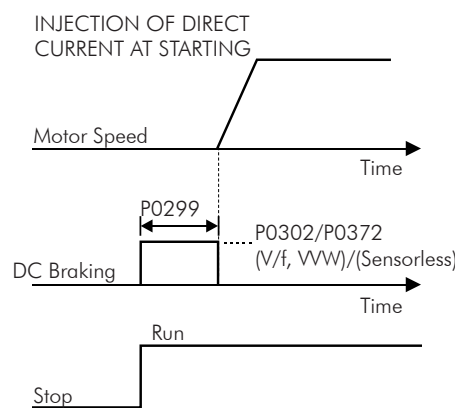 INJECTION OF DIRECT
CURRENT AT STARTING
Motor Speed
Time
P0299
P0302/P0372
(V/f, VVW)/(Sensorless)
DC Braking
Time
Run
Stop